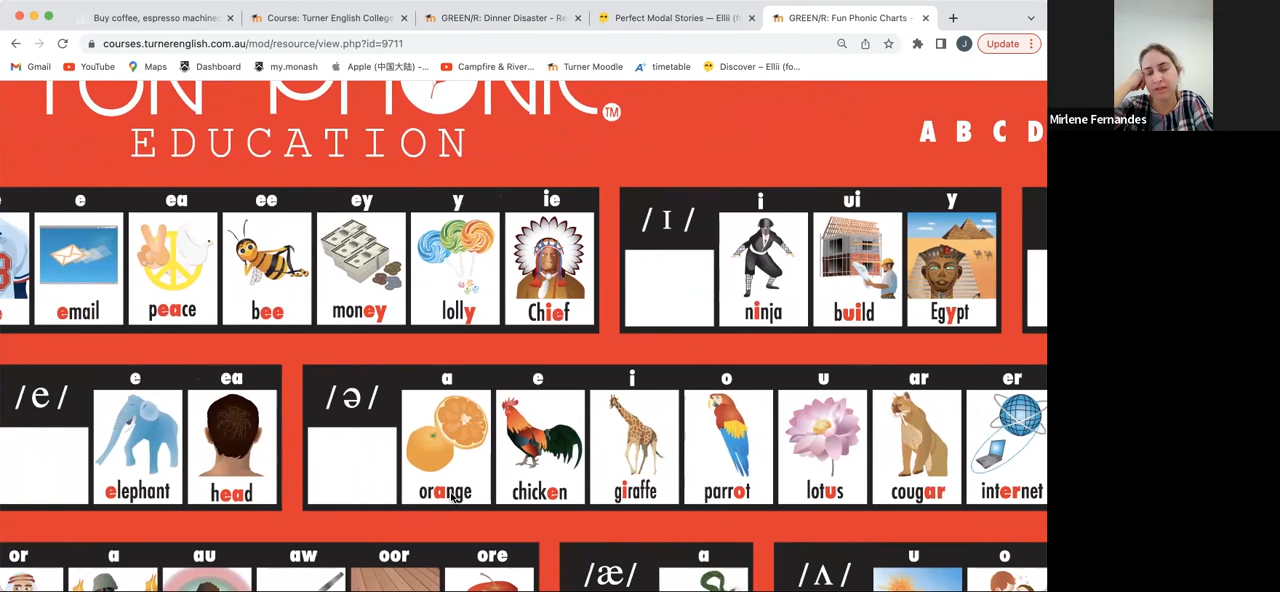 Buy coffee, espresso machine:
Course: Turner English College
GREEN/R: Dinner Disaster - Re
Perfect Modal Stories — Ellii (fo
GREEN/R: Fun Phonic Charts -
courses.turnerenglish.com.au/mod/resource/view.php?id=9711
J
Update
Gmail
YouTube
Maps
Dashboard
my.monash
Apple (中国大陆) -...
Campfire & River...
Turner Moodle
timetable
Discover – Ellii (fo...
Mirlene Fernandes
FUN PHONIC
TM
EDUCATION
A B C D
e ea ee ey y ie
/ɪ/ i ui y
email peace bee money lolly Chief
ninja build Egypt
/e/ e ea
/ə/ a e i o u ar er
elephant head
orange chicken giraffe parrot lotus cougar internet
or a au aw oor ore
/æ/ a
/ʌ/ u o